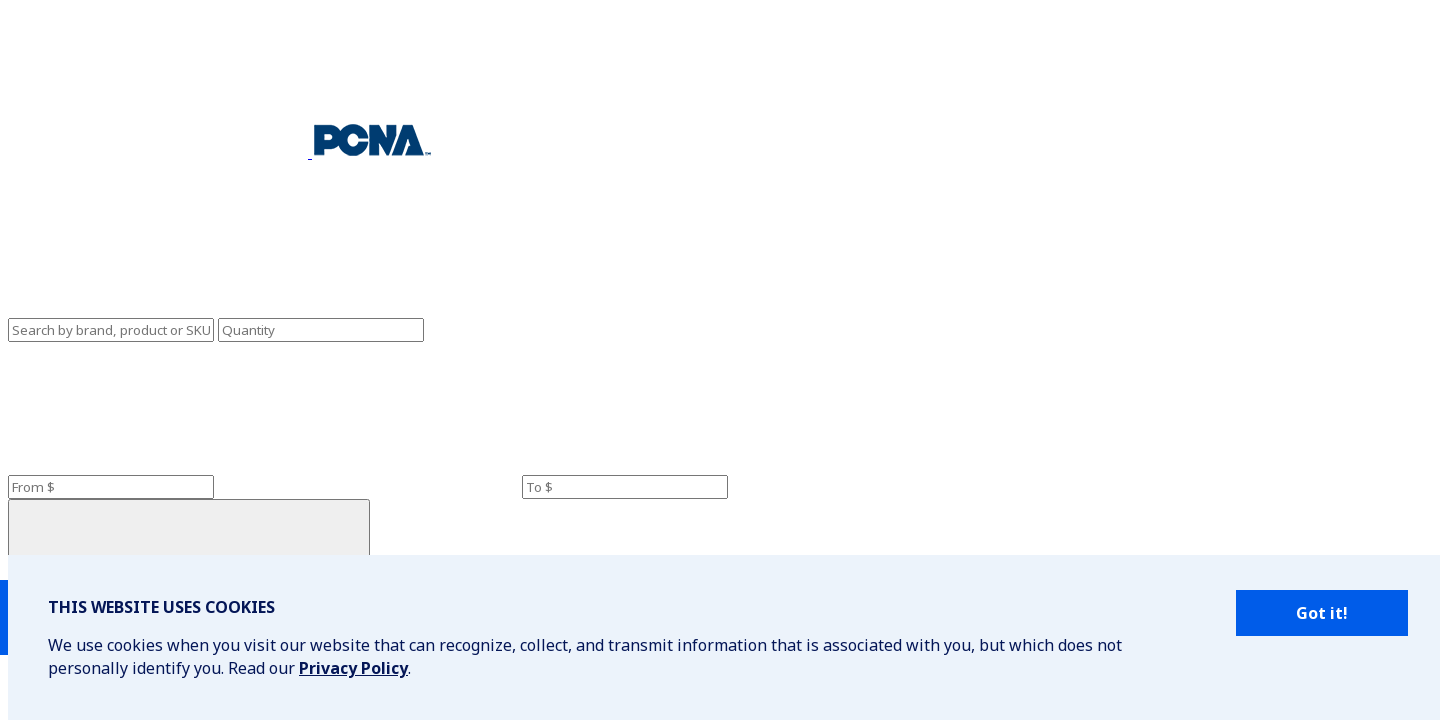 PCNA™
Search by brand, product or SKU Quantity
From $ To $
THIS WEBSITE USES COOKIES
Got it!
We use cookies when you visit our website that can recognize, collect, and transmit information that is associated with you, but which does not
personally identify you. Read our Privacy Policy.